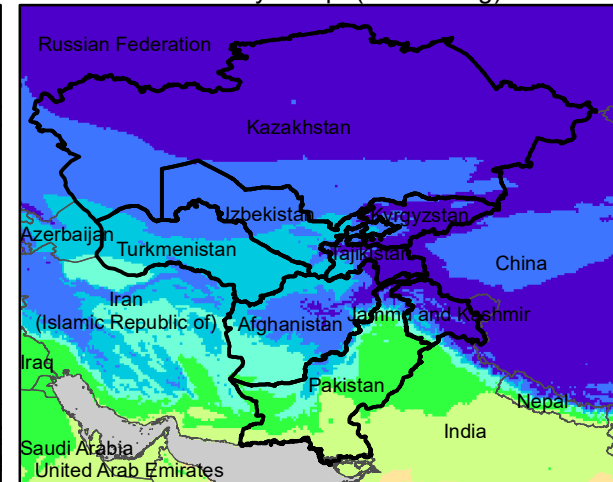 Russian Federation
Kazakhstan
Uzbekistan
Kyrgyzstan
Azerbaijan
Turkmenistan
Tajikistan
China
Iran
(Islamic Republic of)
Afghanistan
Jammu and Kashmir
Iraq
Pakistan
Nepal
India
Saudi Arabia
United Arab Emirates